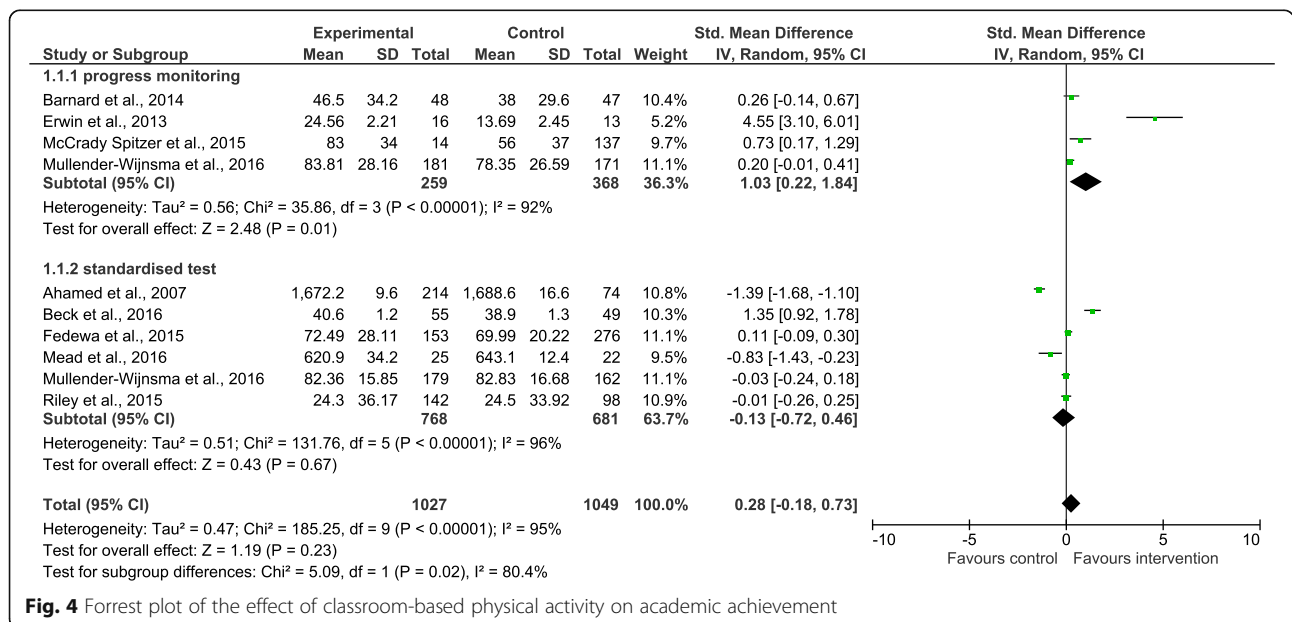 Experimental Control Std. Mean Difference Std. Mean Difference
Study or Subgroup Mean SD Total Mean SD Total Weight IV, Random, 95% CI IV, Random, 95% CI
1.1.1 progress monitoring
Barnard et al., 2014 46.5 34.2 48 38 29.6 47 10.4% 0.26 [-0.14, 0.67]
Erwin et al., 2013 24.56 2.21 16 13.69 2.45 13 5.2% 4.55 [3.10, 6.01]
McCrady Spitzer et al., 2015 83 34 14 56 37 137 9.7% 0.73 [0.17, 1.29]
Mullender-Wijnsma et al., 2016 83.81 28.16 181 78.35 26.59 171 11.1% 0.20 [-0.01, 0.41]
Subtotal (95% CI) 259 368 36.3% 1.03 [0.22, 1.84]
Heterogeneity: Tau² = 0.56; Chi² = 35.86, df = 3 (P < 0.00001); I² = 92%
Test for overall effect: Z = 2.48 (P = 0.01)
1.1.2 standardised test
Ahamed et al., 2007 1,672.2 9.6 214 1,688.6 16.6 74 10.8% -1.39 [-1.68, -1.10]
Beck et al., 2016 40.6 1.2 55 38.9 1.3 49 10.3% 1.35 [0.92, 1.78]
Fedewa et al., 2015 72.49 28.11 153 69.99 20.22 276 11.1% 0.11 [-0.09, 0.30]
Mead et al., 2016 620.9 34.2 25 643.1 12.4 22 9.5% -0.83 [-1.43, -0.23]
Mullender-Wijnsma et al., 2016 82.36 15.85 179 82.83 16.68 162 11.1% -0.03 [-0.24, 0.18]
Riley et al., 2015 24.3 36.17 142 24.5 33.92 98 10.9% -0.01 [-0.26, 0.25]
Subtotal (95% CI) 768 681 63.7% -0.13 [-0.72, 0.46]
Heterogeneity: Tau² = 0.51; Chi² = 131.76, df = 5 (P < 0.00001); I² = 96%
Test for overall effect: Z = 0.43 (P = 0.67)
Total (95% CI) 1027 1049 100.0% 0.28 [-0.18, 0.73]
Heterogeneity: Tau² = 0.47; Chi² = 185.25, df = 9 (P < 0.00001); I² = 95%
Test for overall effect: Z = 1.19 (P = 0.23)
Test for subgroup differences: Chi² = 5.09, df = 1 (P = 0.02), I² = 80.4%
-10 -5 0 5 10
Favours control Favours intervention
Fig. 4 Forrest plot of the effect of classroom-based physical activity on academic achievement